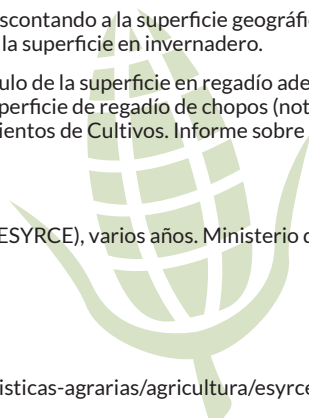 scontando a la superficie geográfi
la superficie en invernadero.
ulo de la superficie en regadío ade
perficie de regadío de chopos (not
ientos de Cultivos. Informe sobre
ESYRCE), varios años. Ministerio d
isticas-agrarias/agricultura/esyrce